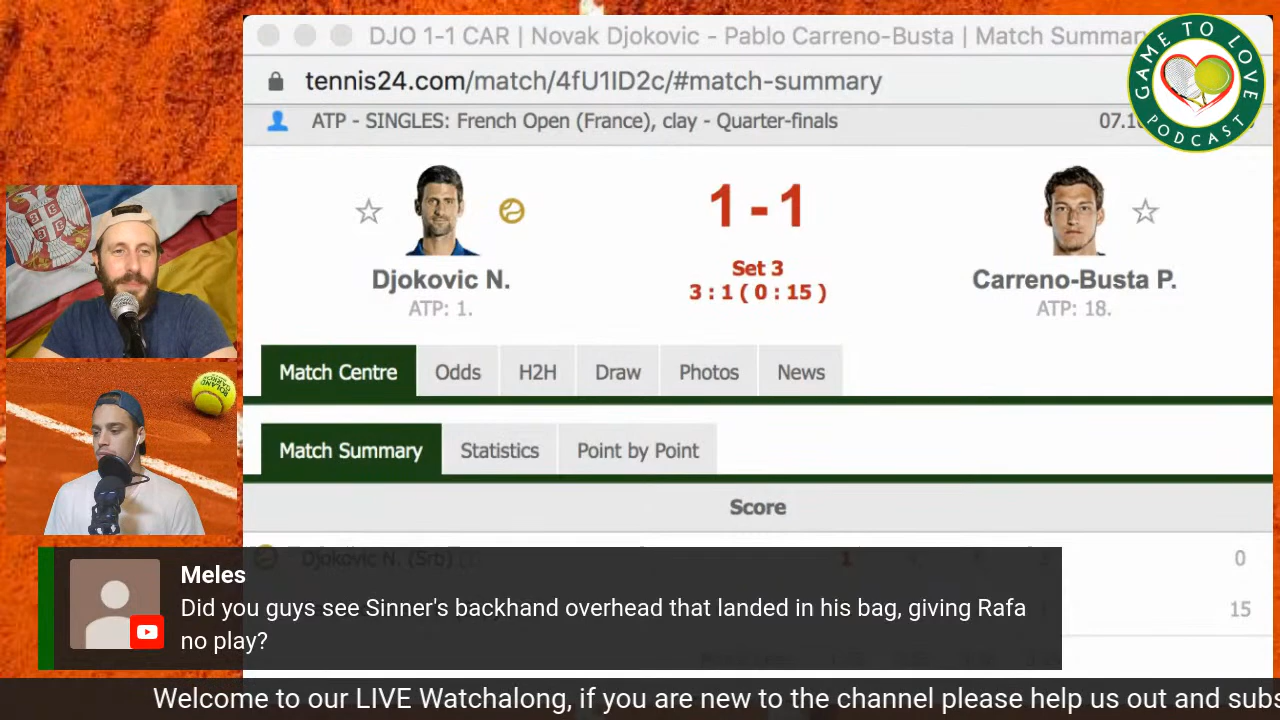 DJO 1-1 CAR | Novak Djokovic - Pablo Carreno-Busta | Match Summary
GAME TO LOVE PODCAST
tennis24.com/match/4fU1ID2c/#match-summary
ATP - SINGLES: French Open (France), clay - Quarter-finals
1 - 1
Djokovic N.
ATP: 1.
Set 3
3 : 1 ( 0 : 15 )
Carreno-Busta P.
ATP: 18.
Match Centre Odds H2H Draw Photos News
Match Summary Statistics Point by Point
Score
Djokovic N. (Srb) 1 0
15
Meles
Did you guys see Sinner's backhand overhead that landed in his bag, giving Rafa
no play?
Welcome to our LIVE Watchalong, if you are new to the channel please help us out and subs